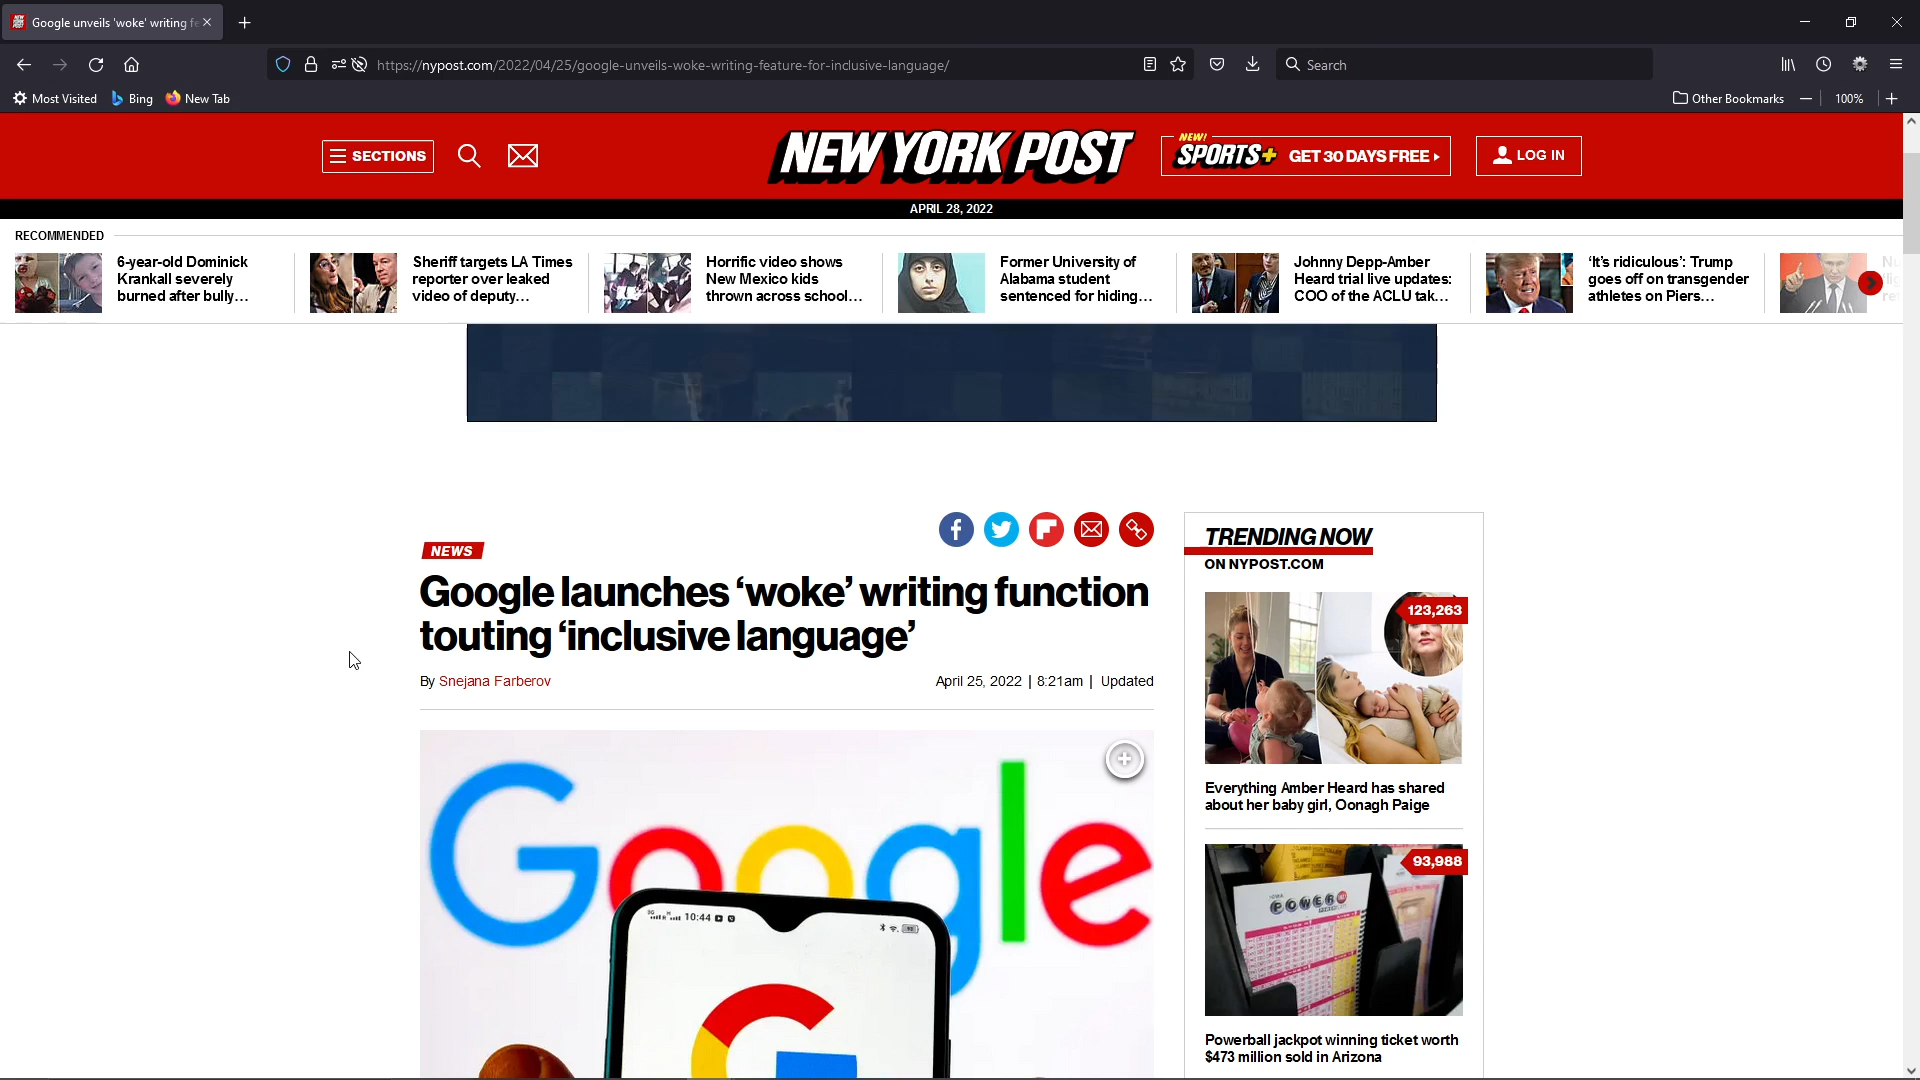 Google unveils 'woke' writing fe
https://nypost.com/2022/04/25/google-unveils-woke-writing-feature-for-inclusive-language/
Search
Most Visited
Bing
New Tab
Other Bookmarks
100%
SECTIONS
NEW YORK POST
NEW!
SPORTS+ GET 30 DAYS FREE
LOG IN
APRIL 28, 2022
RECOMMENDED
6-year-old Dominick
Krankall severely
burned after bully...
Sheriff targets LA Times
reporter over leaked
video of deputy...
Horrific video shows
New Mexico kids
thrown across school...
Former University of
Alabama student
sentenced for hiding...
Johnny Depp-Amber
Heard trial live updates:
COO of the ACLU tak...
'It's ridiculous': Trump
goes off on transgender
athletes on Piers...
NEWS
Google launches ‘woke’ writing function
touting ‘inclusive language’
By Snejana Farberov
April 25, 2022 | 8:21am | Updated
Google
10:44
TRENDING NOW
ON NYPOST.COM
123,263
Everything Amber Heard has shared
about her baby girl, Oonagh Paige
93,988
POWER
Powerball jackpot winning ticket worth
$473 million sold in Arizona